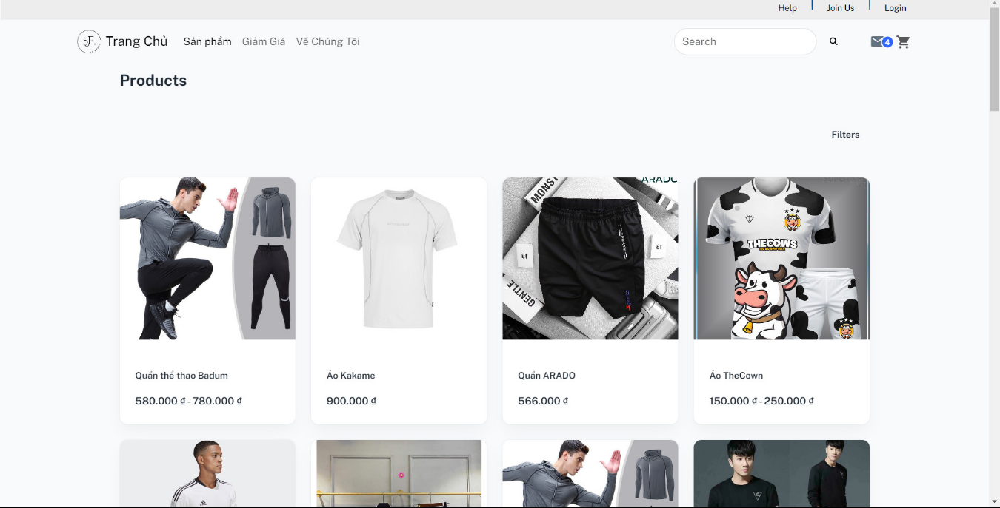 Help
Join Us
Login
5F.
Trang Chủ
Sản phẩm
Giảm Giá
Về Chúng Tôi
Search
4
Products
Filters
MONST
ARADO
13
13
GENTLE
THECOWS
Quần thể thao Badum
580.000 ₫ - 780.000 ₫
Áo Kakame
900.000 ₫
Quần ARADO
566.000 ₫
Áo TheCown
150.000 ₫ - 250.000 ₫